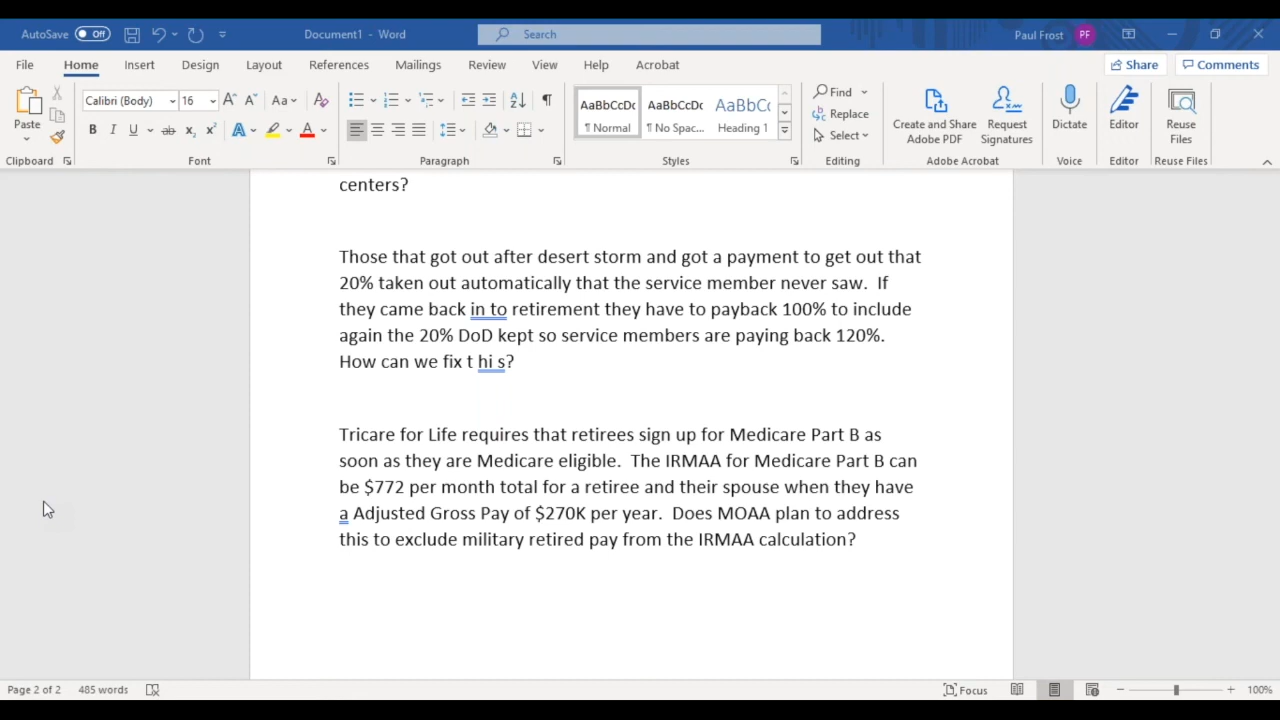 AutoSave Off Document1 - Word Search Paul Frost PF
File Home Insert Design Layout References Mailings Review View Help Acrobat Share Comments
Paste
Clipboard
Calibri (Body) 16 A^ A˅ Aa A
B I U ab x₂ x² A A
Font
Paragraph
AaBbCcDc AaBbCcDc AaBbCc
¶ Normal ¶ No Spac... Heading 1
Styles
Find
Replace
Select
Editing
Create and Share
Adobe PDF
Request
Signatures
Adobe Acrobat
Dictate
Voice
Editor
Editor
Reuse
Files
Reuse Files
centers?
Those that got out after desert storm and got a payment to get out that
20% taken out automatically that the service member never saw.  If
they came back in to retirement they have to payback 100% to include
again the 20% DoD kept so service members are paying back 120%.
How can we fix t hi s?
Tricare for Life requires that retirees sign up for Medicare Part B as
soon as they are Medicare eligible.  The IRMAA for Medicare Part B can
be $772 per month total for a retiree and their spouse when they have
a Adjusted Gross Pay of $270K per year.  Does MOAA plan to address
this to exclude military retired pay from the IRMAA calculation?
Page 2 of 2 485 words Focus 100%